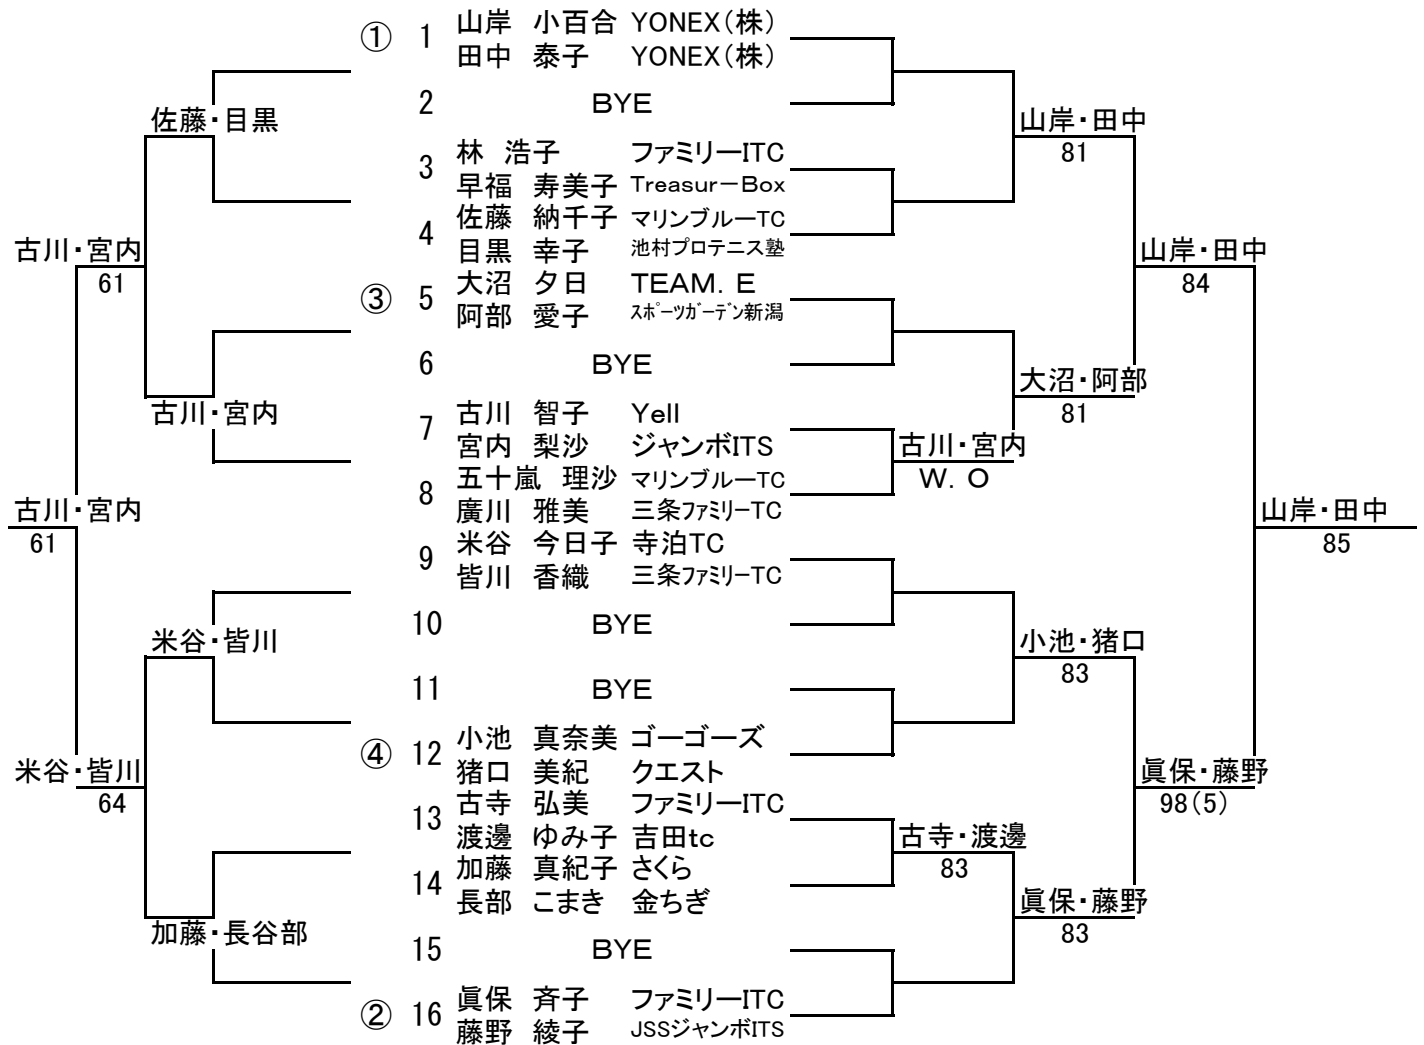 ① 1 山岸 小百合 YONEX(株)
田中 泰子 YONEX(株)
2 BYE
佐藤・目黒
山岸・田中
81
3 林 浩子 ファミリーITC
早福 寿美子 Treasur-Box
4 佐藤 納千子 マリンブルーTC
目黒 幸子 池村プロテニス塾
古川・宮内
61
山岸・田中
84
③ 5 大沼 夕日 TEAM. E
阿部 愛子 スポーツガーデン新潟
6 BYE
大沼・阿部
81
古川・宮内
7 古川 智子 Yell
宮内 梨沙 ジャンボITS
古川・宮内
W. O
8 五十嵐 理沙 マリンブルーTC
廣川 雅美 三条ファミリーTC
古川・宮内
61
山岸・田中
85
9 米谷 今日子 寺泊TC
皆川 香織 三条ファミリーTC
10 BYE
米谷・皆川
小池・猪口
83
11 BYE
④ 12 小池 真奈美 ゴーゴーズ
猪口 美紀 クエスト
米谷・皆川
64
眞保・藤野
98(5)
13 古寺 弘美 ファミリーITC
渡邊 ゆみ子 吉田tc
古寺・渡邊
83
14 加藤 真紀子 さくら
長部 こまき 金ちぎ
眞保・藤野
83
加藤・長谷部
15 BYE
② 16 眞保 斉子 ファミリーITC
藤野 綾子 JSSジャンボITS